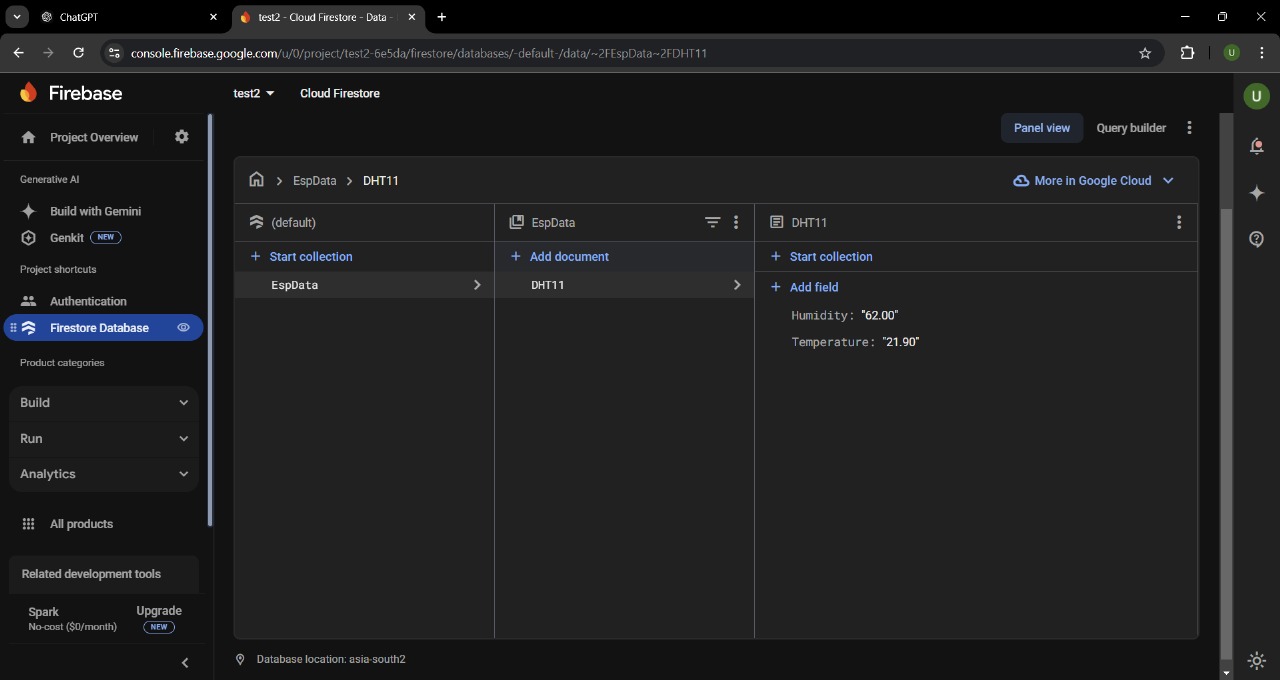 ChatGPT
test2 - Cloud Firestore - Data -
console.firebase.google.com/u/0/project/test2-6e5da/firestore/databases/-default-/data/~2FEspData~2FDHT11
U
Firebase
test2
Cloud Firestore
U
Project Overview
Panel view
Query builder
Generative AI
EspData
DHT11
More in Google Cloud
Build with Gemini
(default)
EspData
DHT11
Genkit
NEW
+ Start collection
+ Add document
+ Start collection
Project shortcuts
EspData
DHT11
+ Add field
Authentication
Humidity: "62.00"
Firestore Database
Temperature: "21.90"
Product categories
Build
Run
Analytics
All products
Related development tools
Spark
No-cost ($0/month)
Upgrade
NEW
Database location: asia-south2